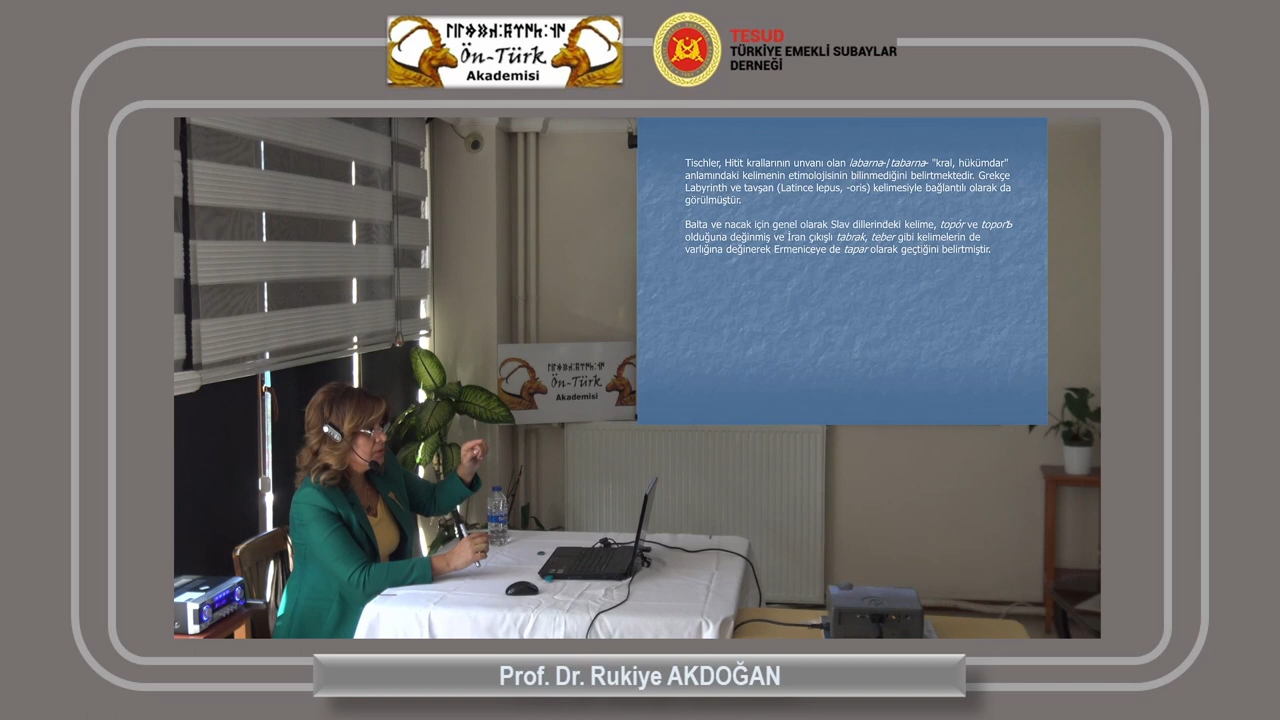 Ön-Türk
Akademisi
TESUD
TÜRKİYE EMEKLİ SUBAYLAR
DERNEĞİ
Tischler, Hitit krallarının unvanı olan labarna-/tabarna- "kral, hükümdar"
anlamındaki kelimenin etimolojisinin bilinmediğini belirtmektedir. Grekçe
Labyrinth ve tavşan (Latince lepus, -oris) kelimesiyle bağlantılı olarak da
görülmüştür.
Balta ve nacak için genel olarak Slav dillerindeki kelime, topór ve toporъ
olduğuna değinmiş ve İran çıkışlı tabrak, teber gibi kelimelerin de
varlığına değinerek Ermeniceye de tapar olarak geçtiğini belirtmiştir.
Ön-Türk
Akademisi
Prof. Dr. Rukiye AKDOĞAN